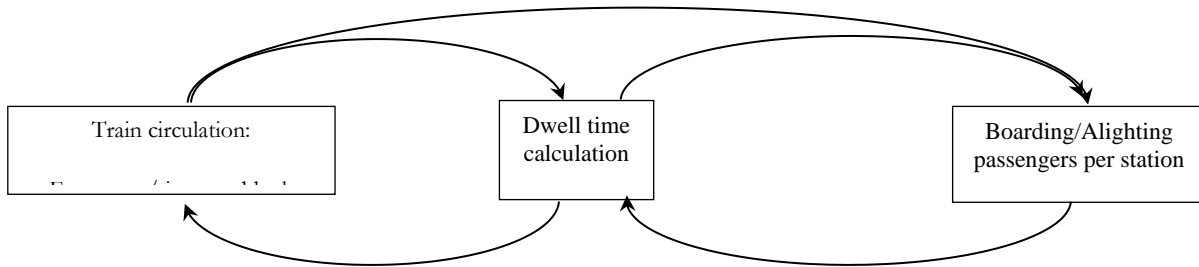 Train circulation:
Dwell time
calculation
Boarding/Alighting
passengers per station